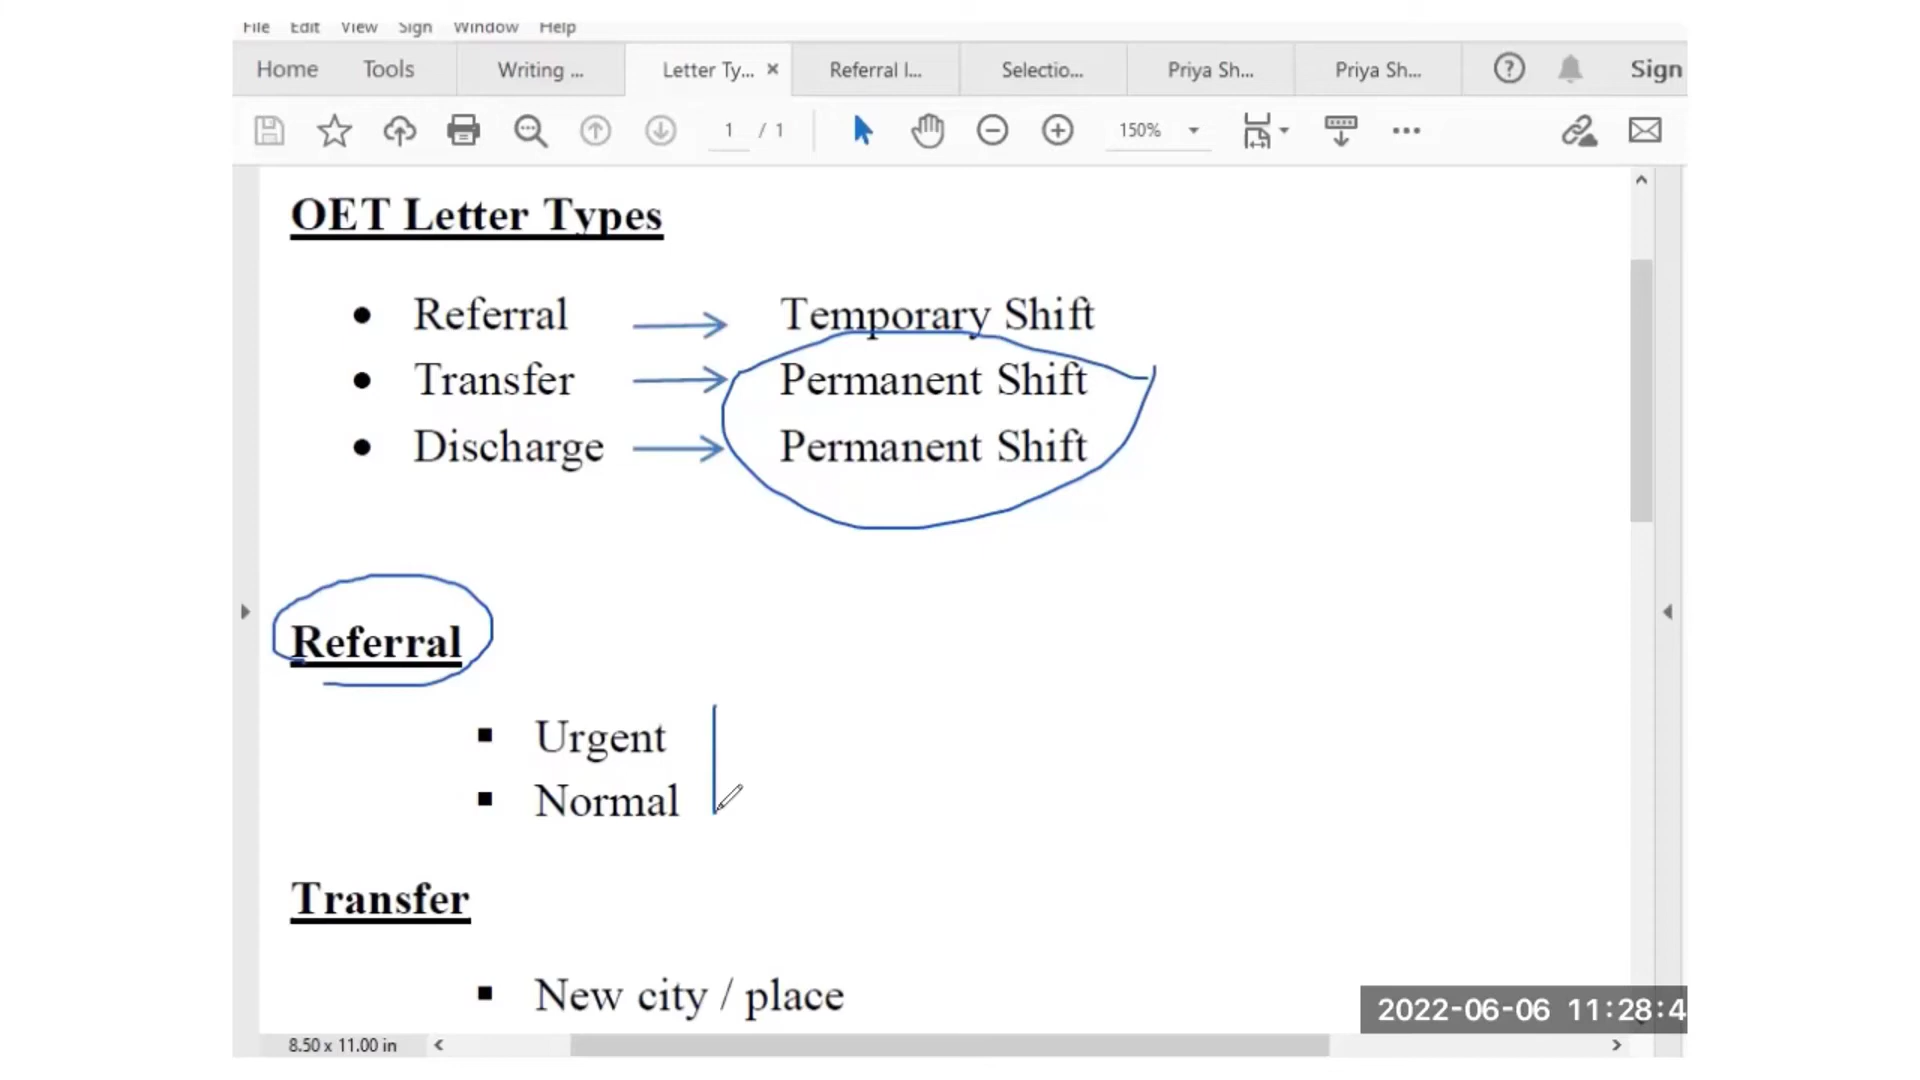 File Edit View Sign Window Help
Home Tools Writing ... Letter Ty... × Referral l... Selectio... Priya Sh... Priya Sh... ? Sign
1 / 1 150%
OET Letter Types
• Referral → Temporary Shift
• Transfer → Permanent Shift
• Discharge → Permanent Shift
Referral
▪ Urgent
▪ Normal
Transfer
▪ New city / place
2022-06-06 11:28:4
8.50 x 11.00 in